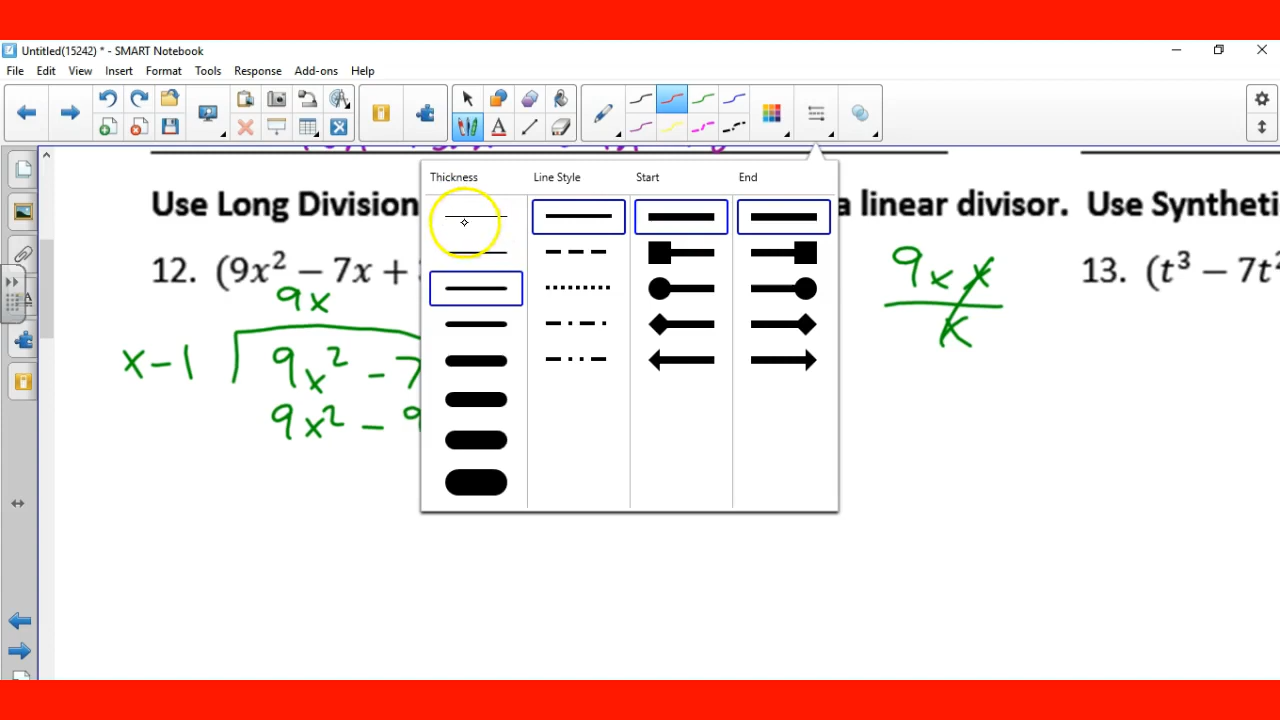 Untitled(15242) * - SMART Notebook
File Edit View Insert Format Tools Response Add-ons Help
Thickness Line Style Start End
Use Long Division a linear divisor. Use Syntheti
12. (9x² − 7x +
13. (t³ − 7t²
9x
x − 1
9x² − 7
9x² − 9
9x x
x